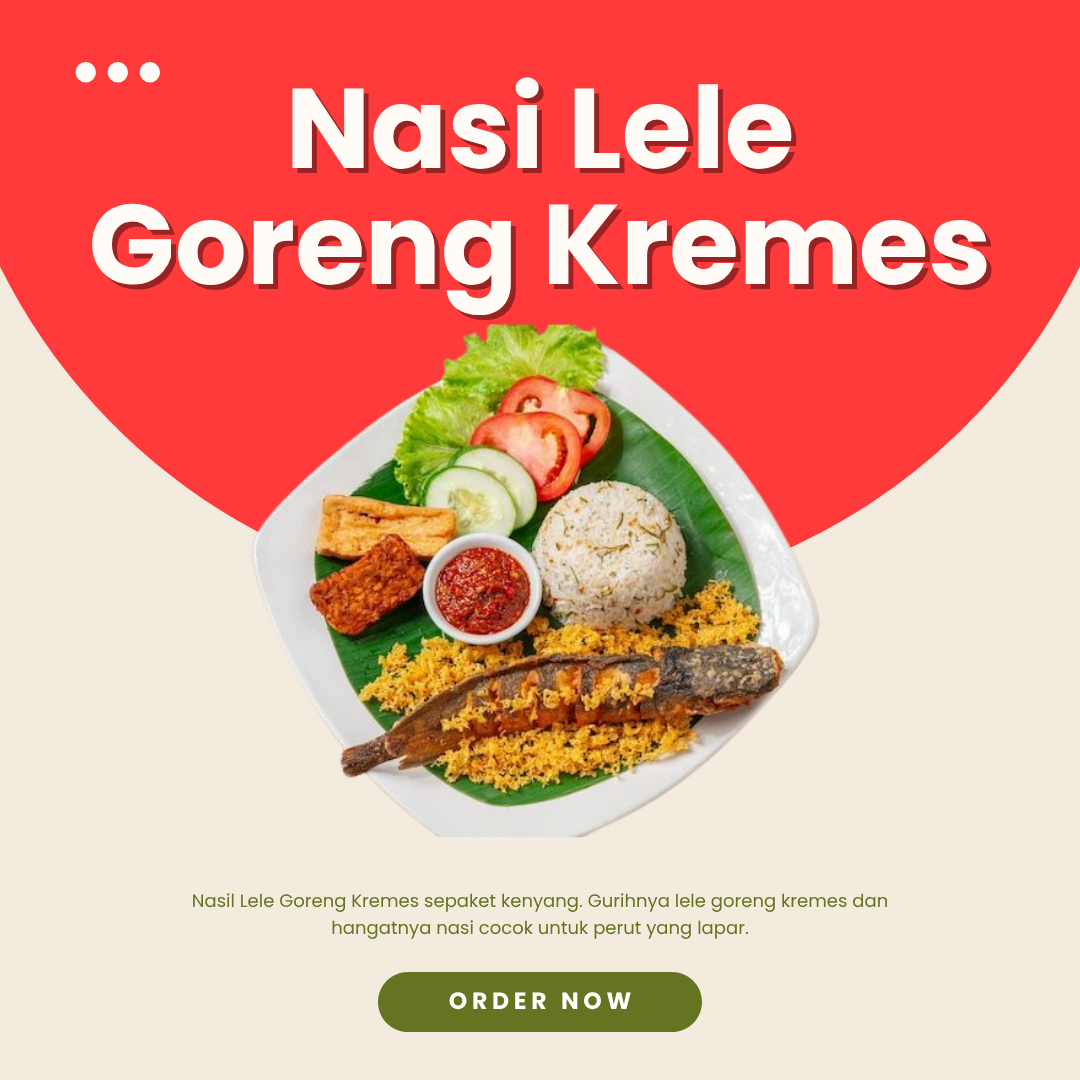 Nasi Lele
Goreng Kremes
Nasil Lele Goreng Kremes sepaket kenyang. Gurihnya lele goreng kremes dan
hangatnya nasi cocok untuk perut yang lapar.
ORDER NOW